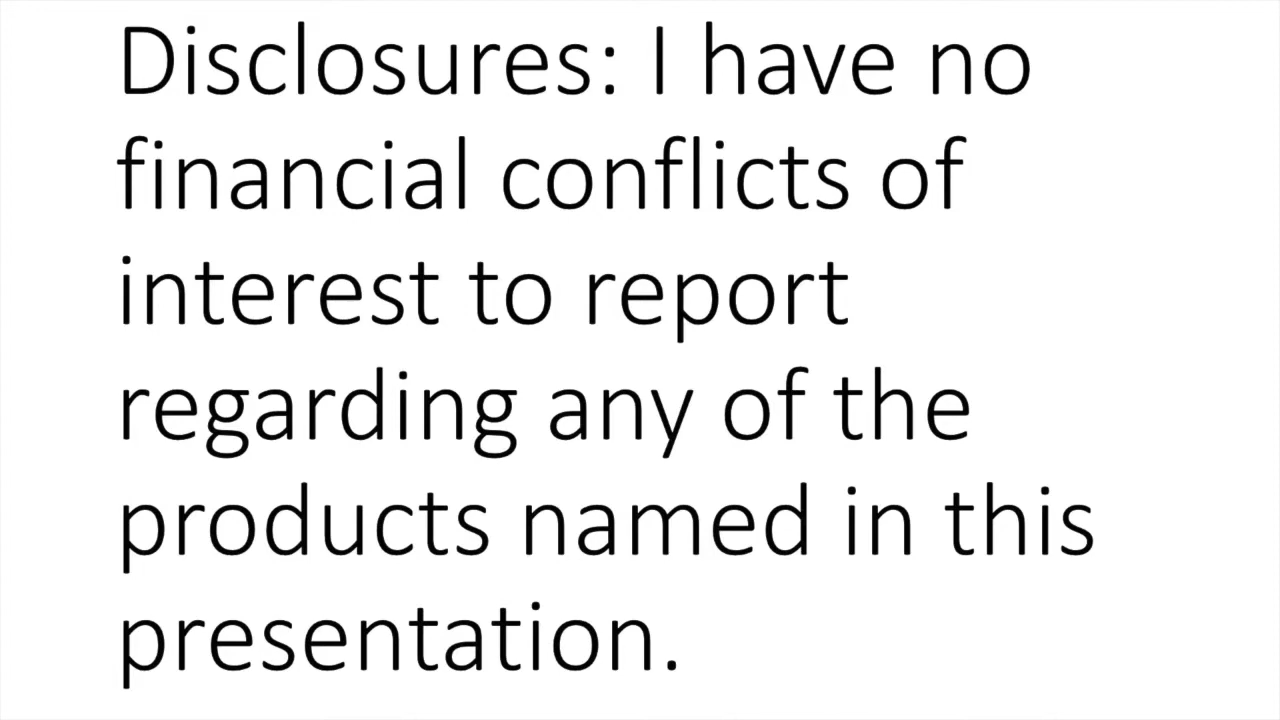 Disclosures: I have no
financial conflicts of
interest to report
regarding any of the
products named in this
presentation.